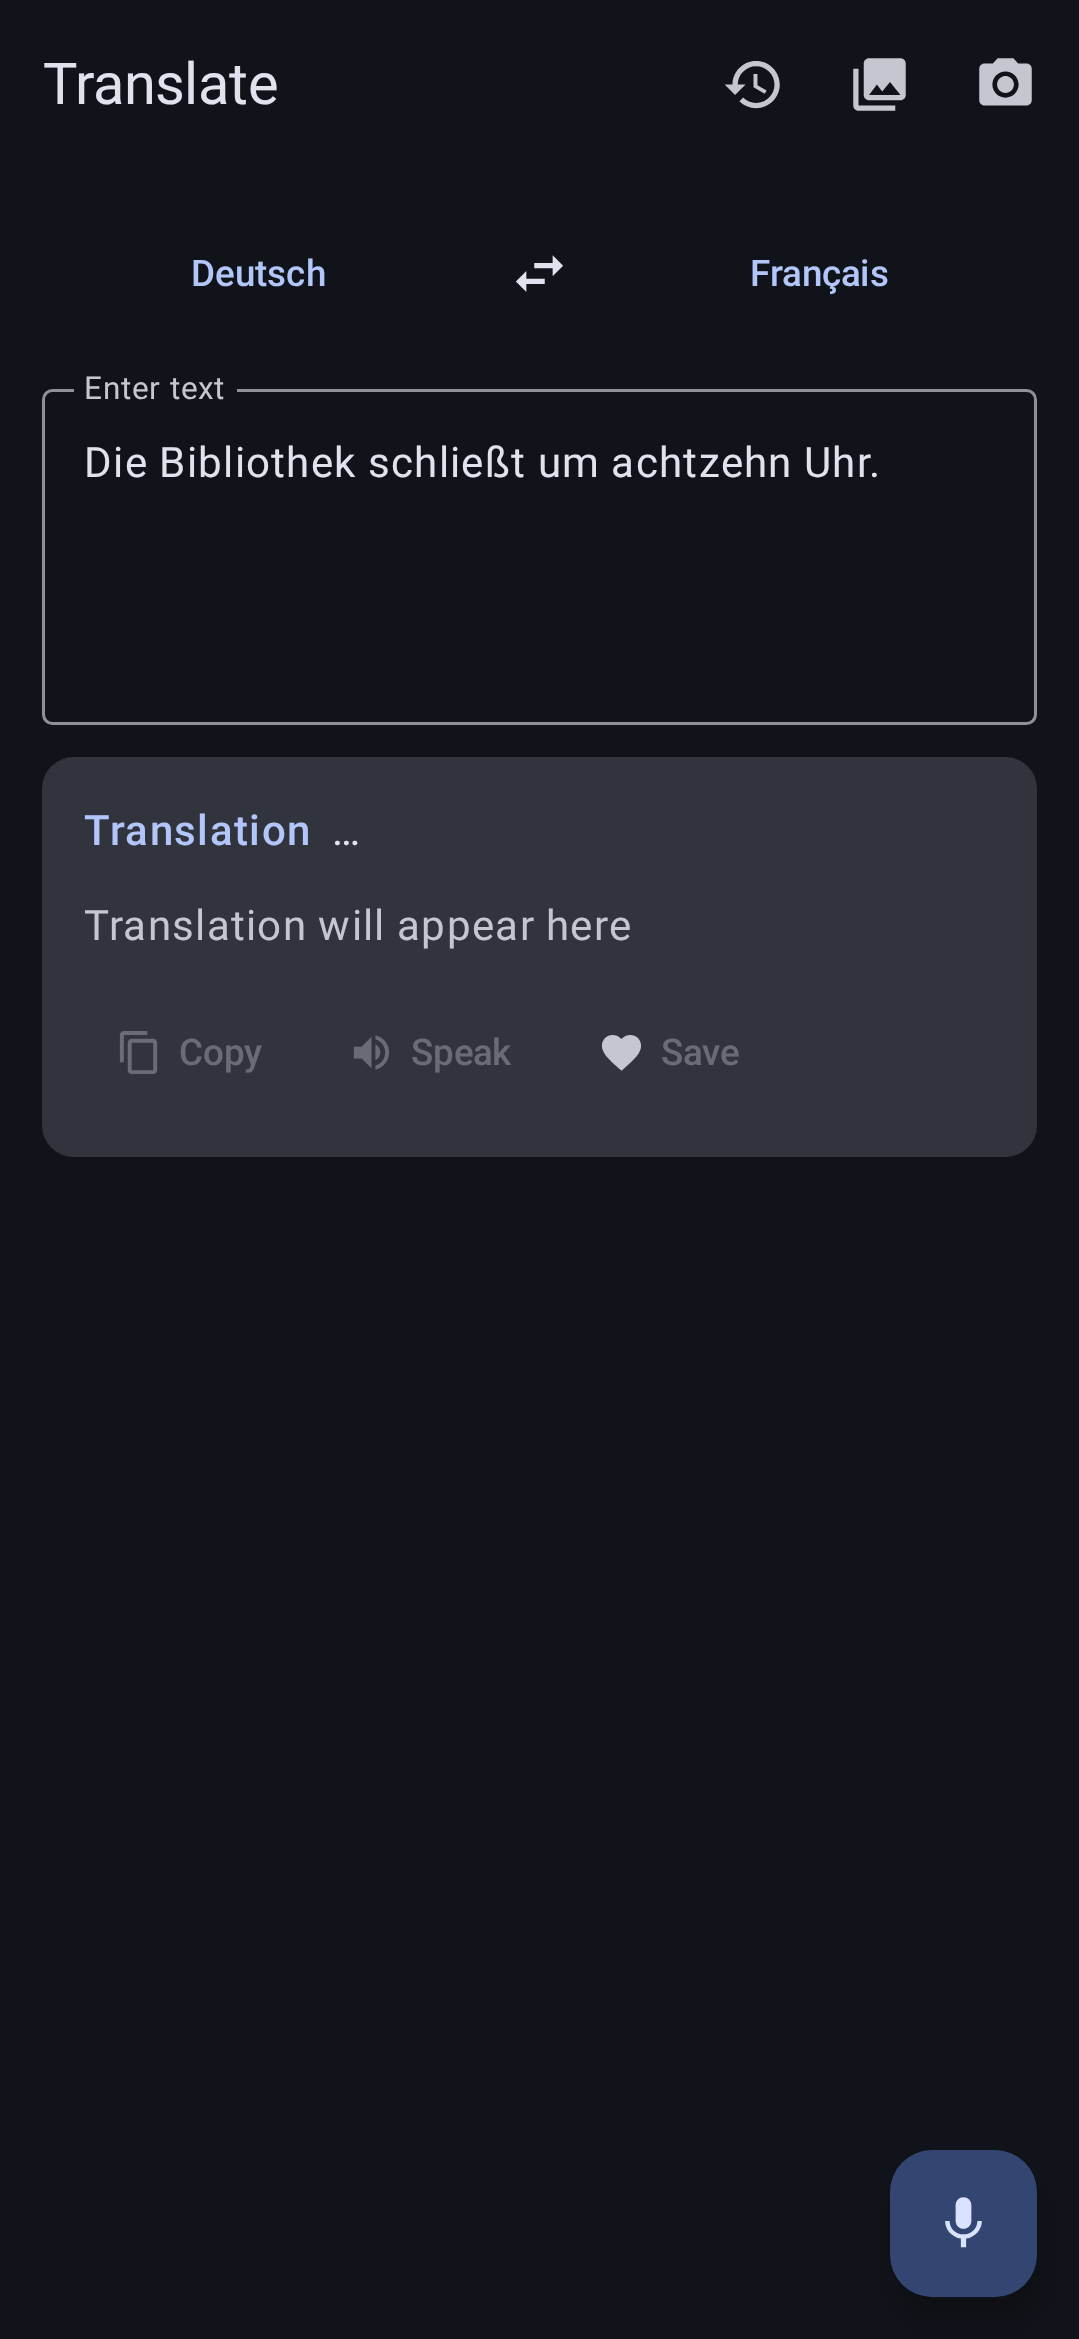 Translate
Deutsch
Français
Enter text
Die Bibliothek schließt um achtzehn Uhr.
Translation ...
Translation will appear here
Copy
Speak
Save